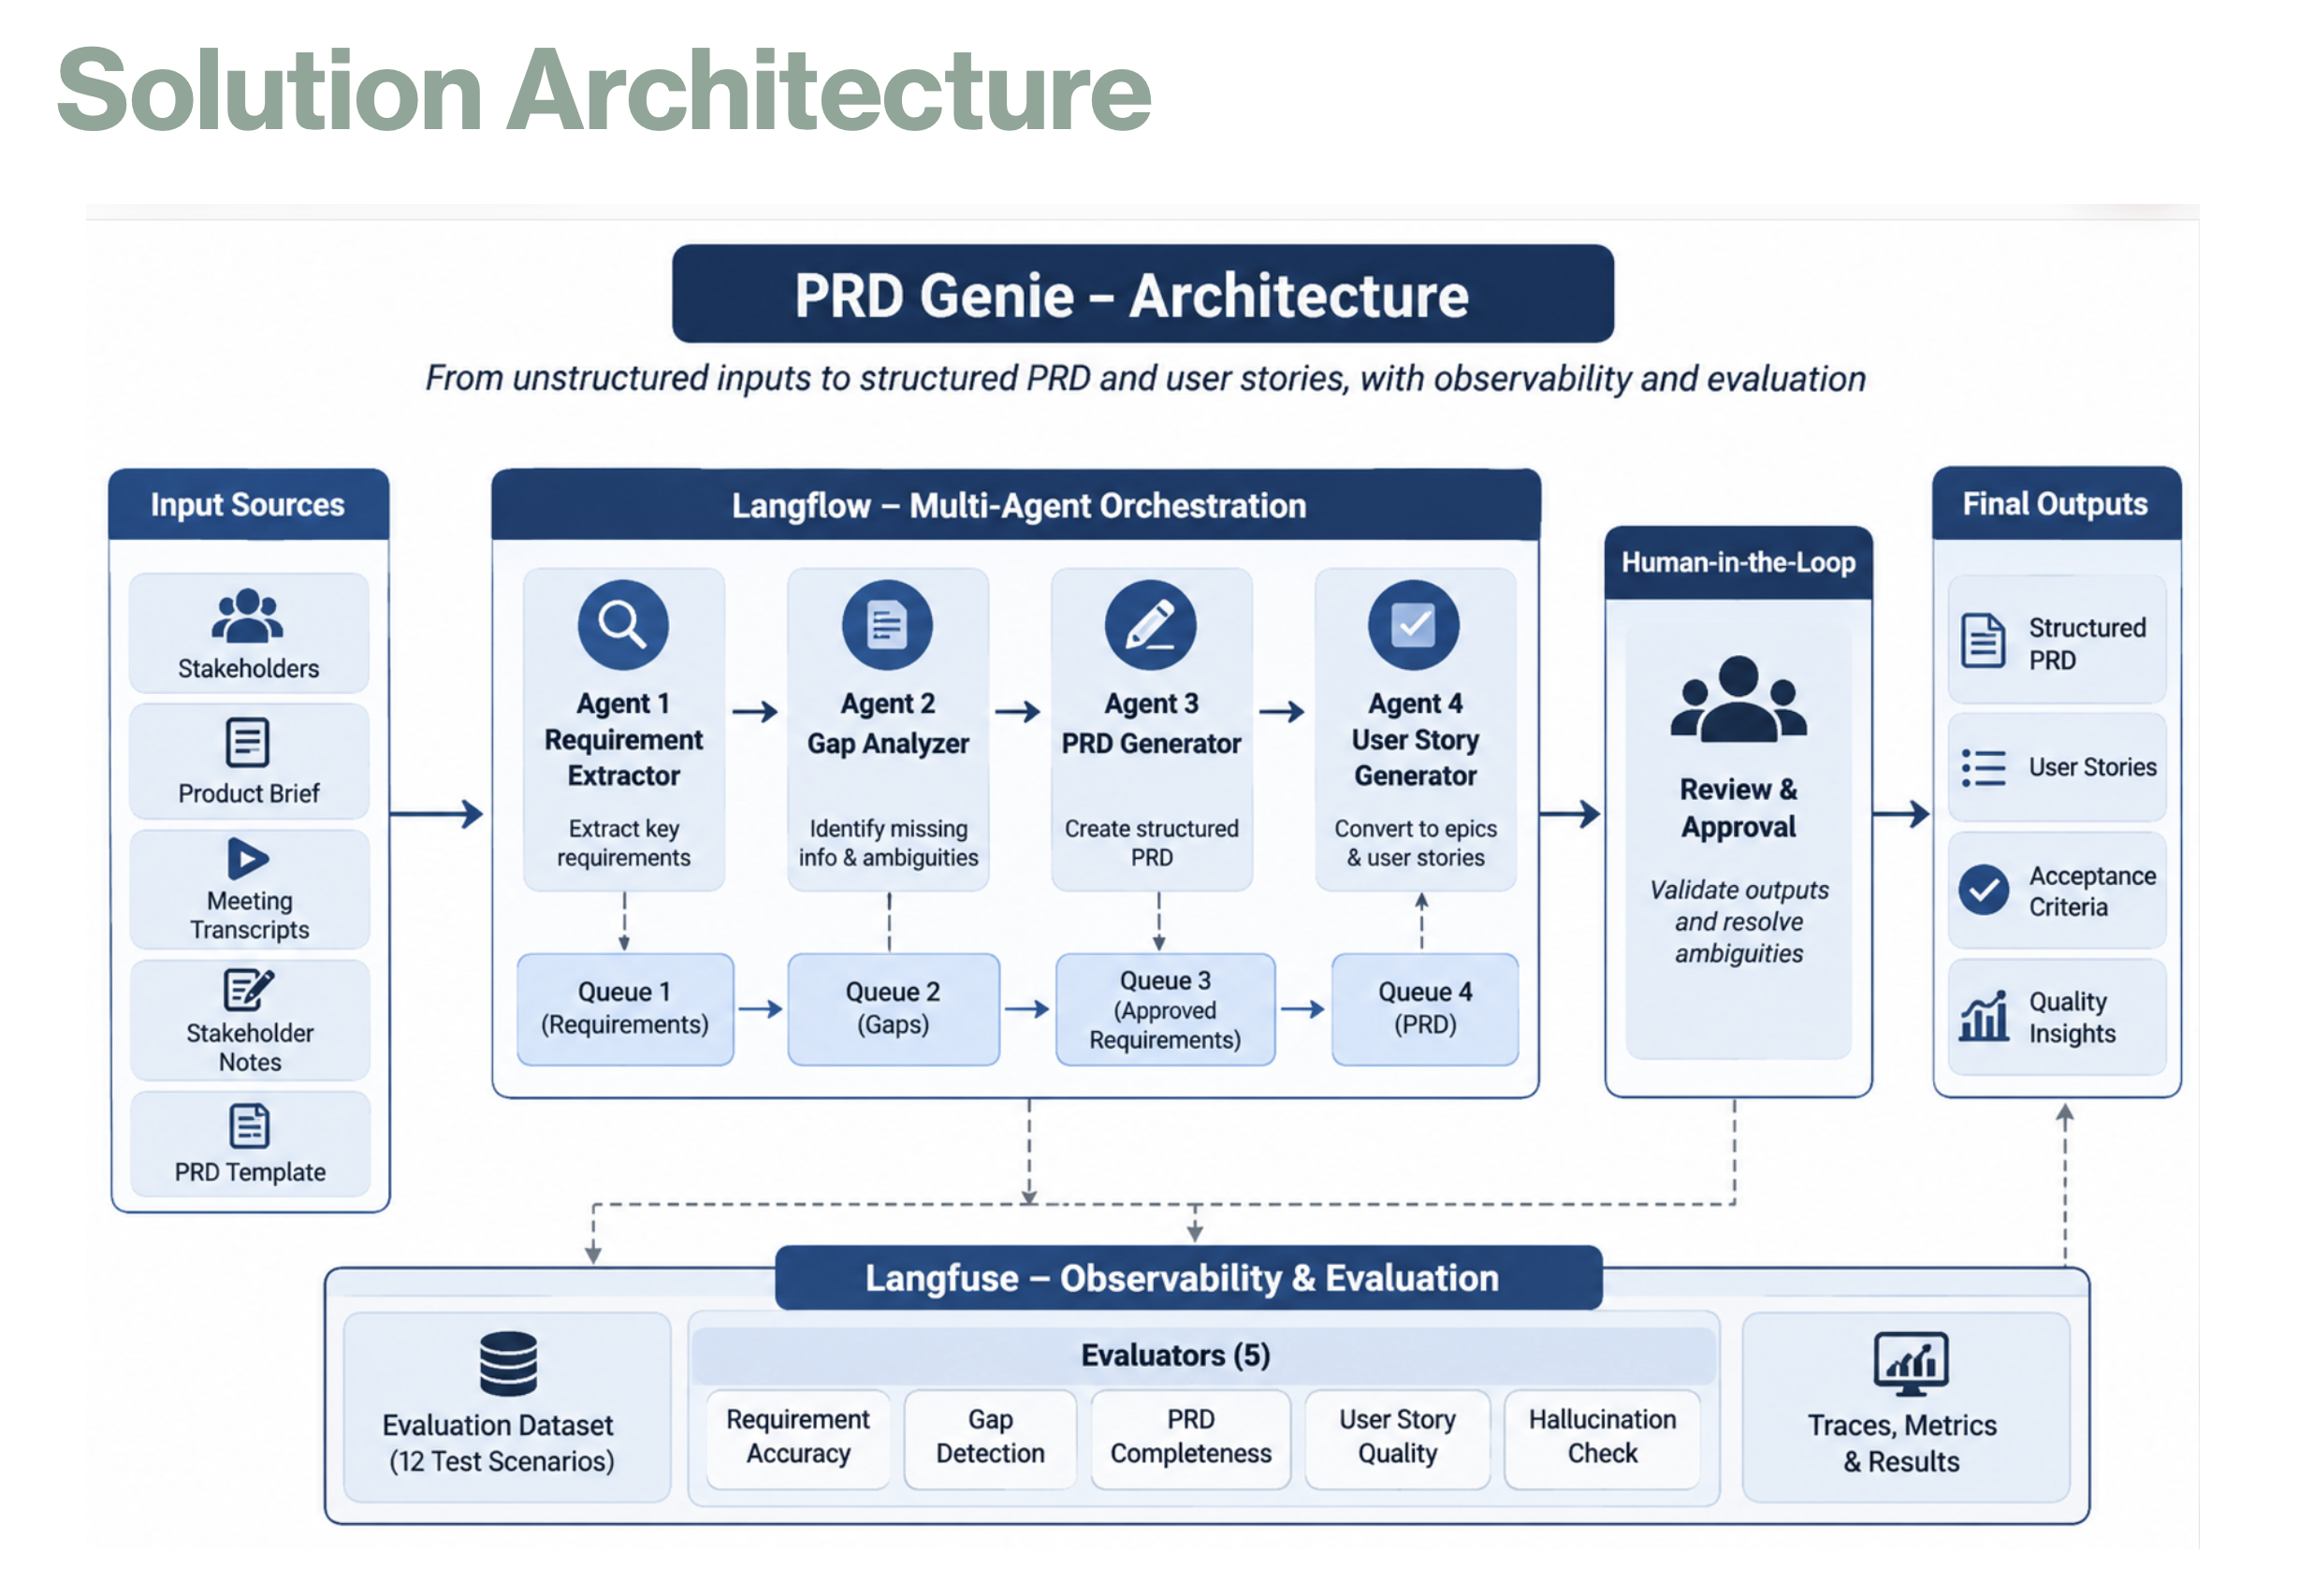 Solution Architecture
PRD Genie – Architecture
From unstructured inputs to structured PRD and user stories, with observability and evaluation
Input Sources
Stakeholders
Product Brief
Meeting
Transcripts
Stakeholder
Notes
PRD Template
Langflow – Multi-Agent Orchestration
Agent 1
Requirement
Extractor
Extract key
requirements
Agent 2
Gap Analyzer
Identify missing
info & ambiguities
Agent 3
PRD Generator
Create structured
PRD
Agent 4
User Story
Generator
Convert to epics
& user stories
Queue 1
(Requirements)
Queue 2
(Gaps)
Queue 3
(Approved
Requirements)
Queue 4
(PRD)
Human-in-the-Loop
Review &
Approval
Validate outputs
and resolve
ambiguities
Final Outputs
Structured
PRD
User Stories
Acceptance
Criteria
Quality
Insights
Langfuse – Observability & Evaluation
Evaluation Dataset
(12 Test Scenarios)
Evaluators (5)
Requirement
Accuracy
Gap
Detection
PRD
Completeness
User Story
Quality
Hallucination
Check
Traces, Metrics
& Results